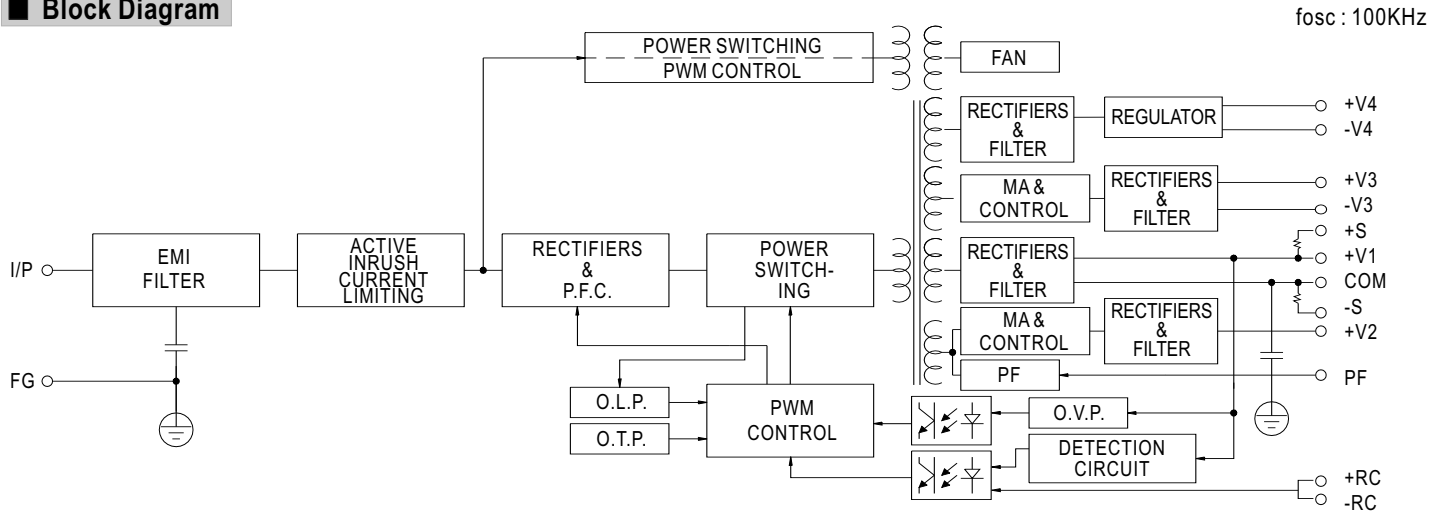 ■ Block Diagram
fosc : 100KHz
POWER SWITCHING
PWM CONTROL
FAN
RECTIFIERS
&
FILTER
REGULATOR
+V4
-V4
MA &
CONTROL
RECTIFIERS
&
FILTER
+V3
-V3
I/P
EMI
FILTER
ACTIVE
INRUSH
CURRENT
LIMITING
RECTIFIERS
&
P.F.C.
POWER
SWITCH-
ING
RECTIFIERS
&
FILTER
+S
+V1
COM
-S
MA &
CONTROL
RECTIFIERS
&
FILTER
+V2
FG
PF
PF
O.L.P.
O.T.P.
PWM
CONTROL
O.V.P.
DETECTION
CIRCUIT
+RC
-RC